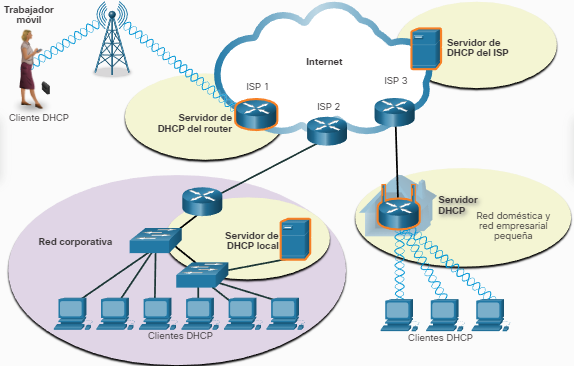 Trabajador
móvil
Cliente DHCP
Servidor de
DHCP del router
ISP 1
Internet
ISP 2
ISP 3
Servidor de
DHCP del ISP
Red corporativa
Servidor de
DHCP local
Clientes DHCP
Servidor
DHCP
Red doméstica y
red empresarial
pequeña
Clientes DHCP